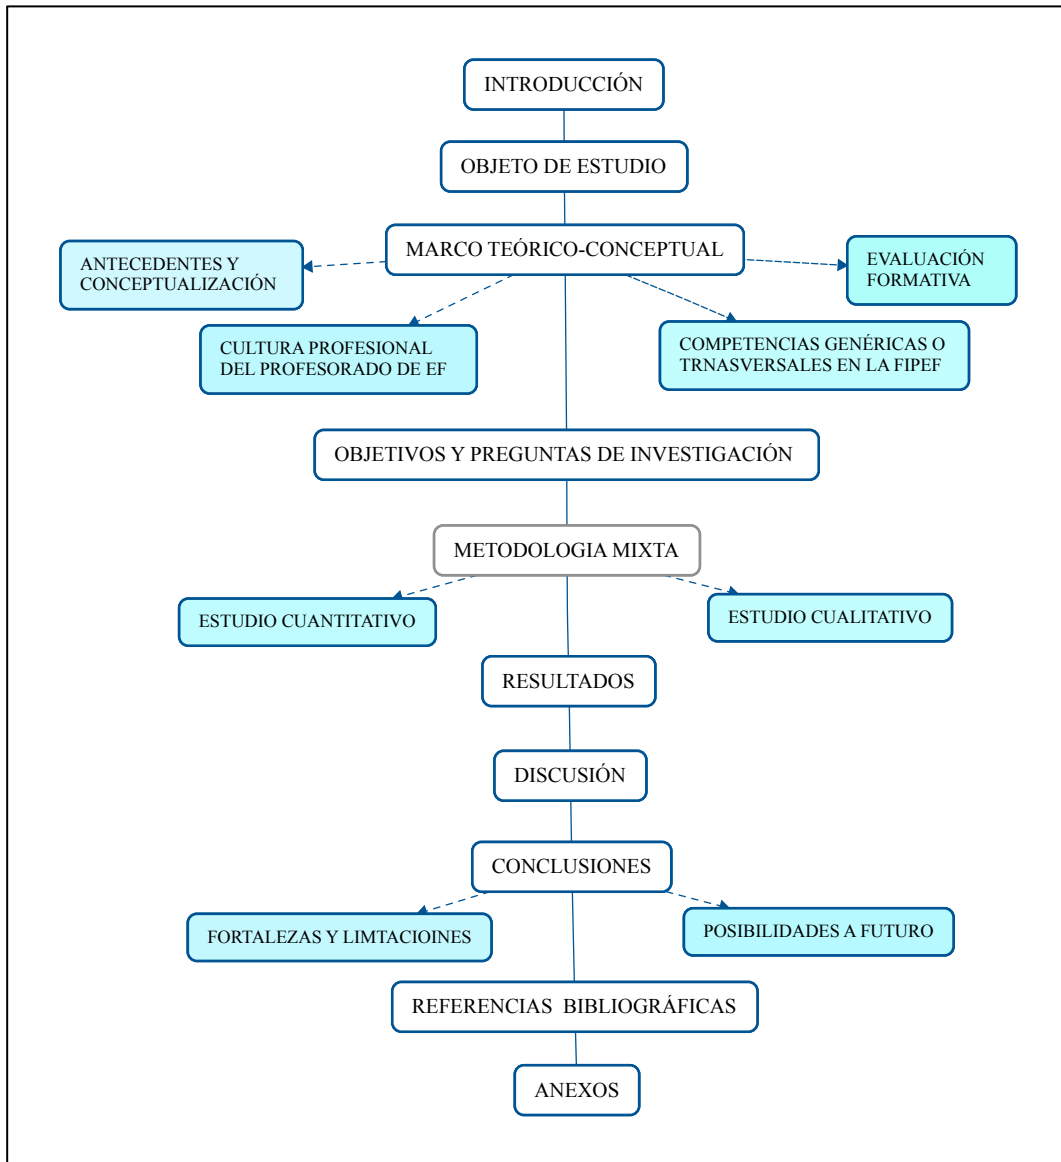 INTRODUCCIÓN
OBJETO DE ESTUDIO
MARCO TEÓRICO-CONCEPTUAL
ANTECEDENTES Y
CONCEPTUALIZACIÓN
EVALUACIÓN
FORMATIVA
CULTURA PROFESIONAL
DEL PROFESORADO DE EF
COMPETENCIAS GENÉRICAS O
TRNASVERSALES EN LA FIPEF
OBJETIVOS Y PREGUNTAS DE INVESTIGACIÓN
METODOLOGIA MIXTA
ESTUDIO CUANTITATIVO
ESTUDIO CUALITATIVO
RESULTADOS
DISCUSIÓN
CONCLUSIONES
FORTALEZAS Y LIMTACIOINES
POSIBILIDADES A FUTURO
REFERENCIAS BIBLIOGRÁFICAS
ANEXOS